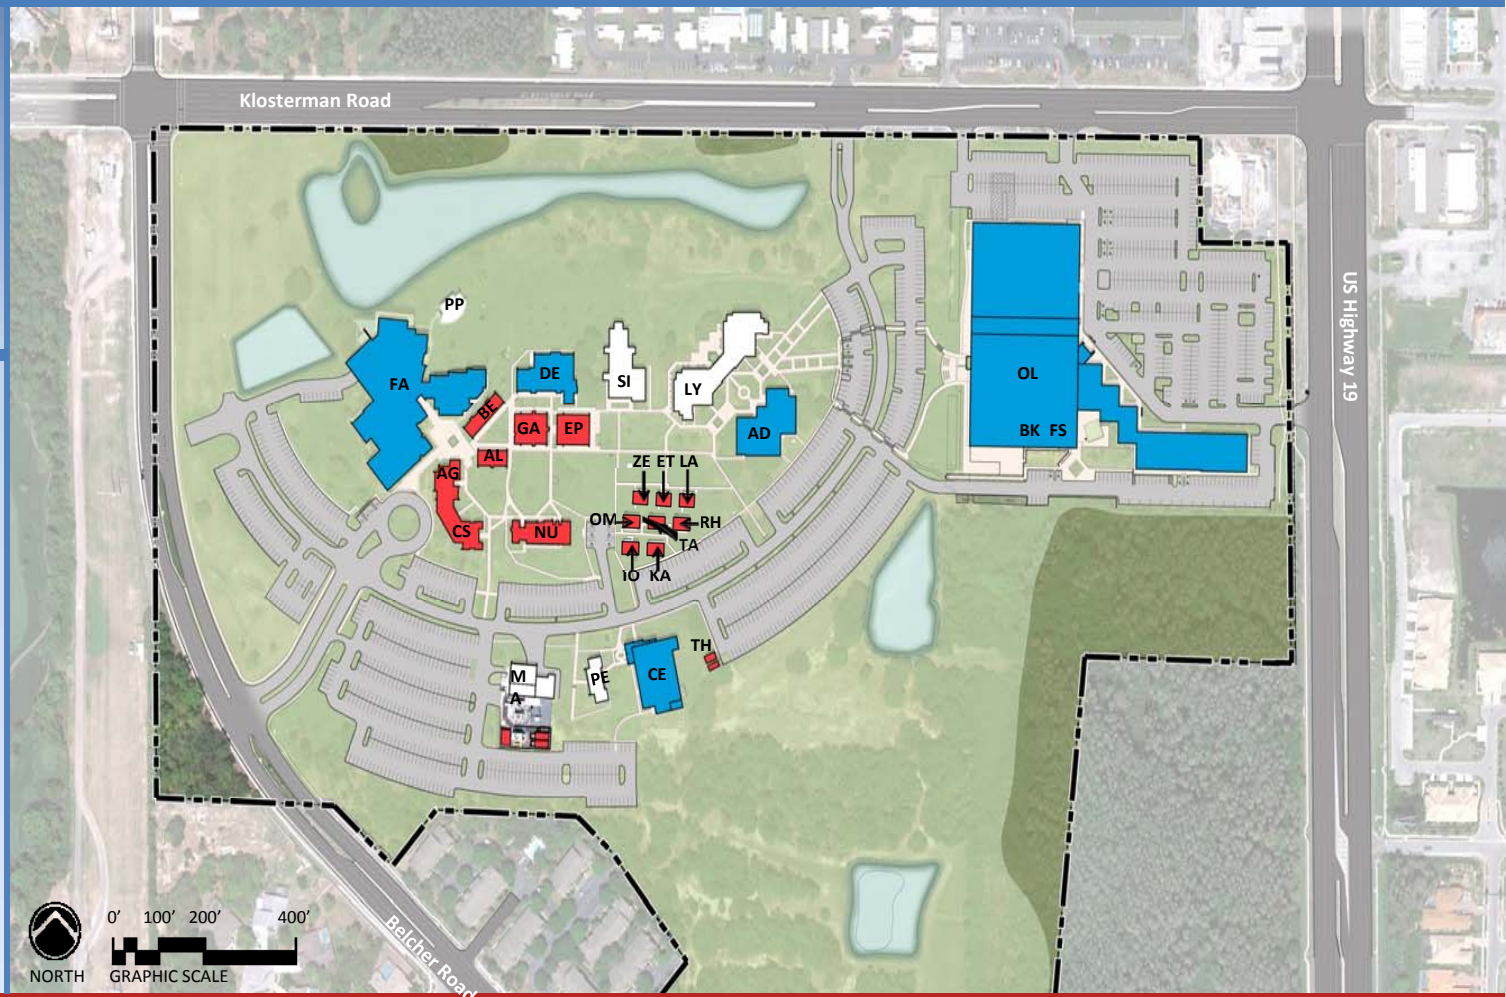 Klosterman Road
US Highway 19
PP
FA
DE
SI
LY
OL
BE
GA
EP
AD
BK FS
AL
ZE ET LA
AG
OM
RH
CS
NU
TA
IO KA
TH
M
A
PE
CE
0' 100' 200' 400'
Belcher Road
NORTH GRAPHIC SCALE